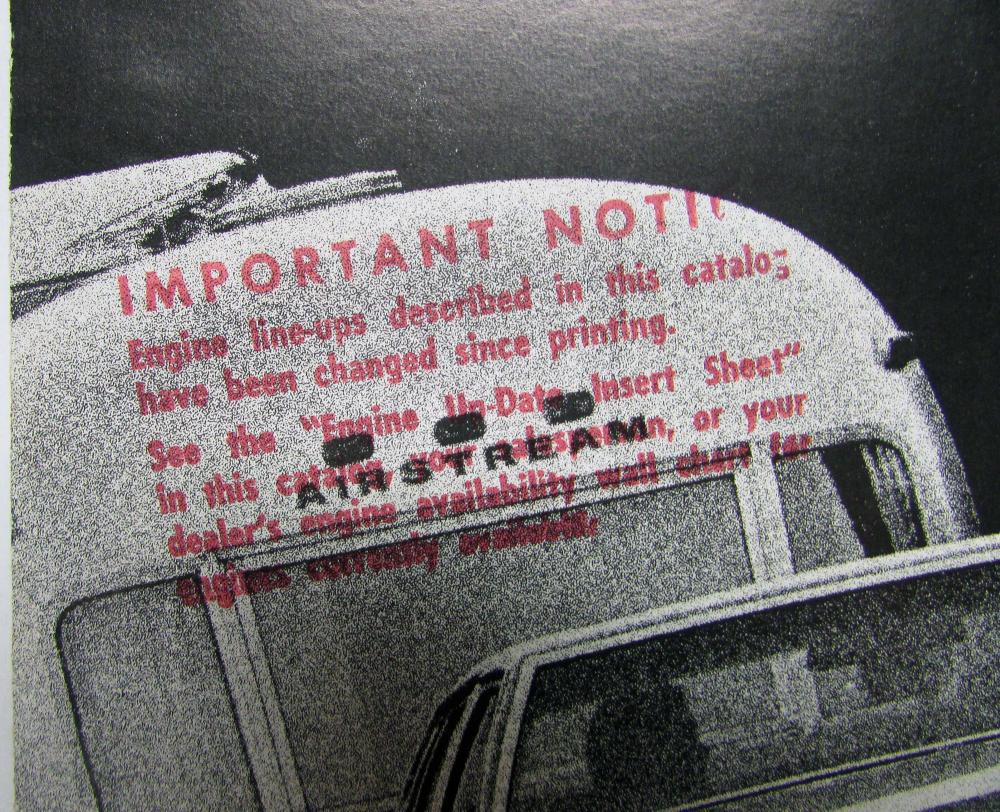 IMPORTANT NOTI
Engine line-ups described in this catalog
have been changed since printing.
See the "Engine Up-Date Insert Sheet"
in this catalog, your salesman, or your
dealer's engine availability wall chart for
engines currently available.
AIRSTREAM